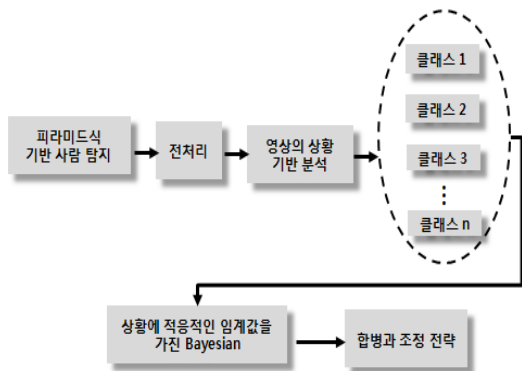 피라미드식
기반 사람 탐지
전처리
영상의 상황
기반 분석
클래스 1
클래스 2
클래스 3
⋮
클래스 n
상황에 적응적인 임계값을
가진 Bayesian
합병과 조정 전략